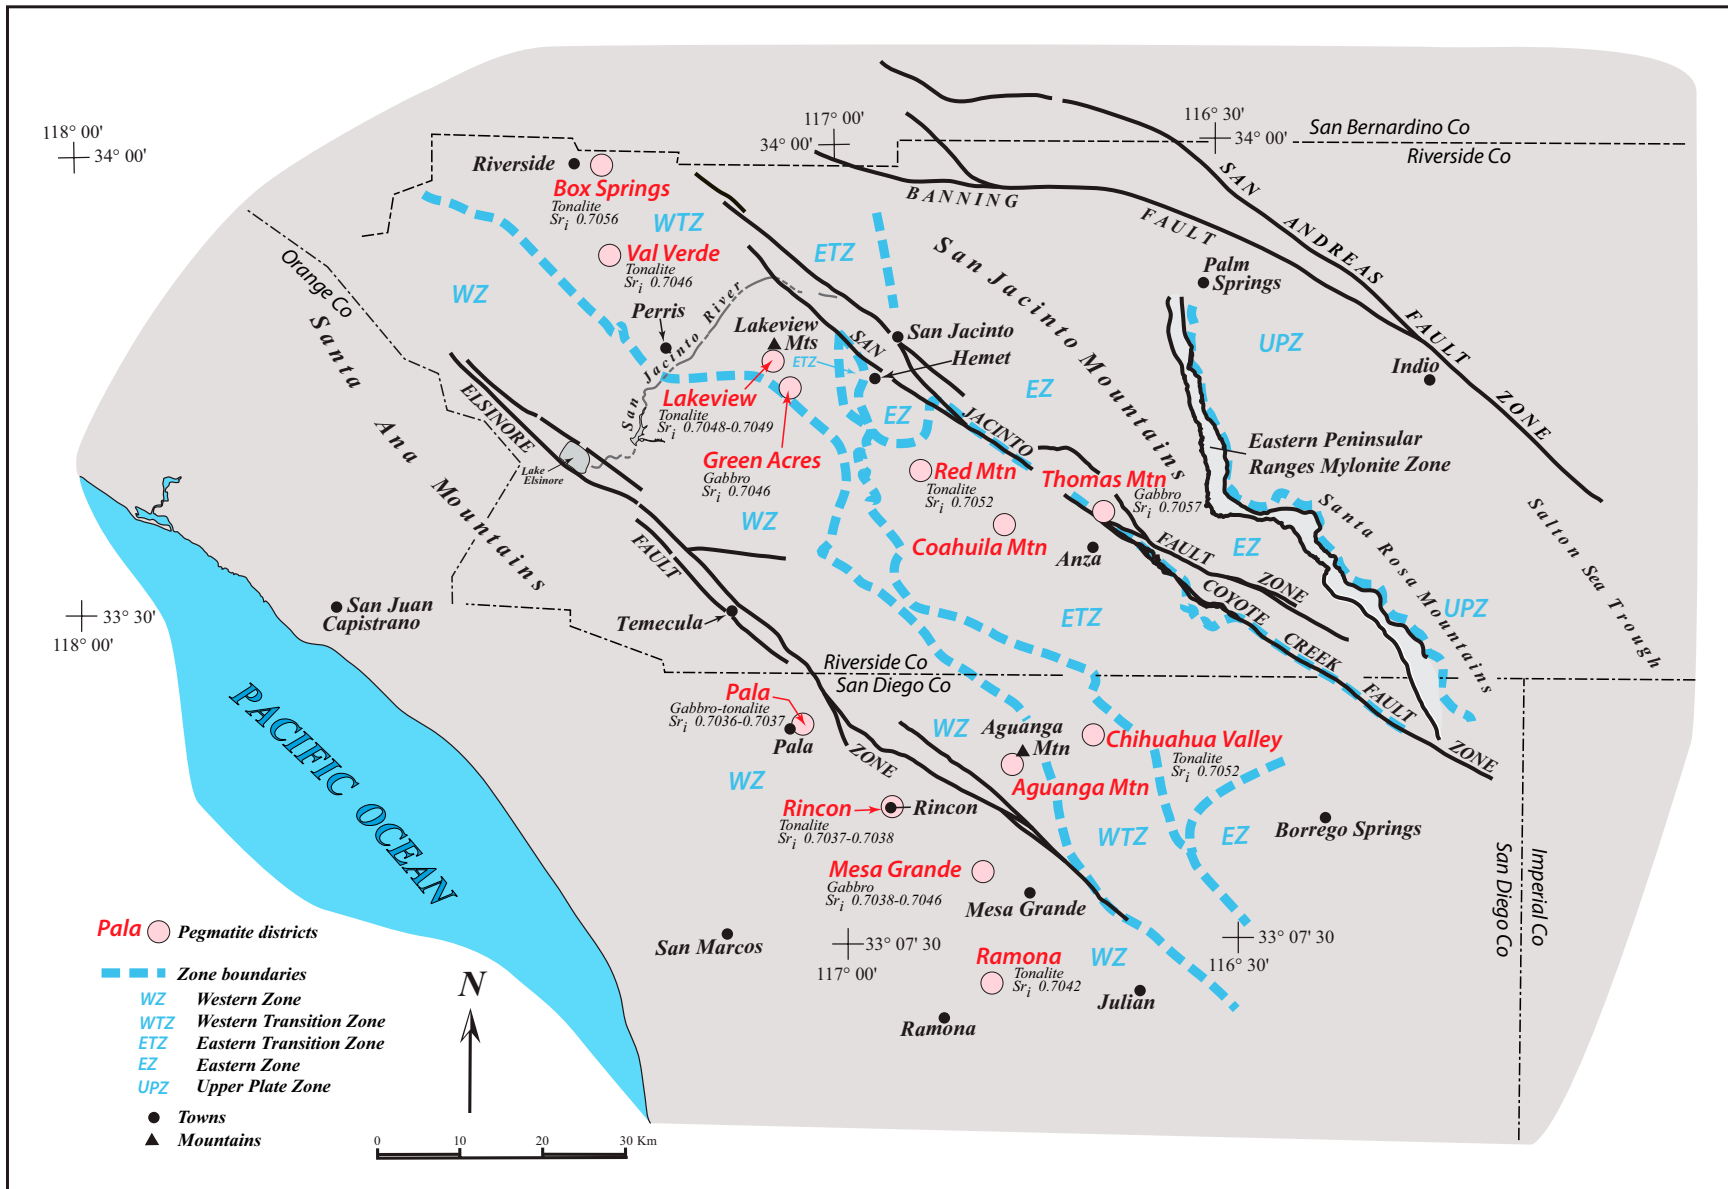 118° 00'
34° 00'
117° 00'
34° 00'
116° 30'
34° 00'
San Bernardino Co
Riverside Co
Riverside
Box Springs
Tonalite
Sri 0.7056
WTZ
Val Verde
Tonalite
Sri 0.7046
BANNING
FAULT
SAN
ANDREAS
FAULT
ZONE
ETZ
San Jacinto Mountains
Palm
Springs
Orange Co
WZ
Santa
Ana
Mountains
Perris
San Jacinto River
Lakeview
Mts
ETZ
SAN
JACINTO
FAULT
ZONE
San Jacinto
Hemet
UPZ
Indio
EZ
EZ
Lakeview
Tonalite
Sri 0.7048-0.7049
ELSINORE
FAULT
ZONE
Lake
Elsinore
Green Acres
Gabbro
Sri 0.7046
WZ
Red Mtn
Tonalite
Sri 0.7052
Thomas Mtn
Gabbro
Sri 0.7057
Coahuila Mtn
Anza
Eastern Peninsular
Ranges Mylonite Zone
EZ
Santa Rosa Mountains
Salton Sea Trough
UPZ
COYOTE
CREEK
FAULT
ZONE
ETZ
33° 30'
118° 00'
San Juan
Capistrano
Temecula
Riverside Co
San Diego Co
Pala
Gabbro-tonalite
Sri 0.7036-0.7037
Pala
WZ
WZ
Aguanga
Mtn
Aguanga Mtn
Chihuahua Valley
Tonalite
Sri 0.7052
Rincon
Tonalite
Sri 0.7037-0.7038
Rincon
WTZ
EZ
Borrego Springs
Mesa Grande
Gabbro
Sri 0.7038-0.7046
Mesa Grande
San Diego Co
Imperial Co
San Marcos
33° 07' 30
117° 00'
33° 07' 30
116° 30'
Ramona
Tonalite
Sri 0.7042
WZ
Julian
Ramona
PACIFIC OCEAN
Pala
Pegmatite districts
Zone boundaries
WZ Western Zone
WTZ Western Transition Zone
ETZ Eastern Transition Zone
EZ Eastern Zone
UPZ Upper Plate Zone
Towns
Mountains
N
0 10 20 30 Km